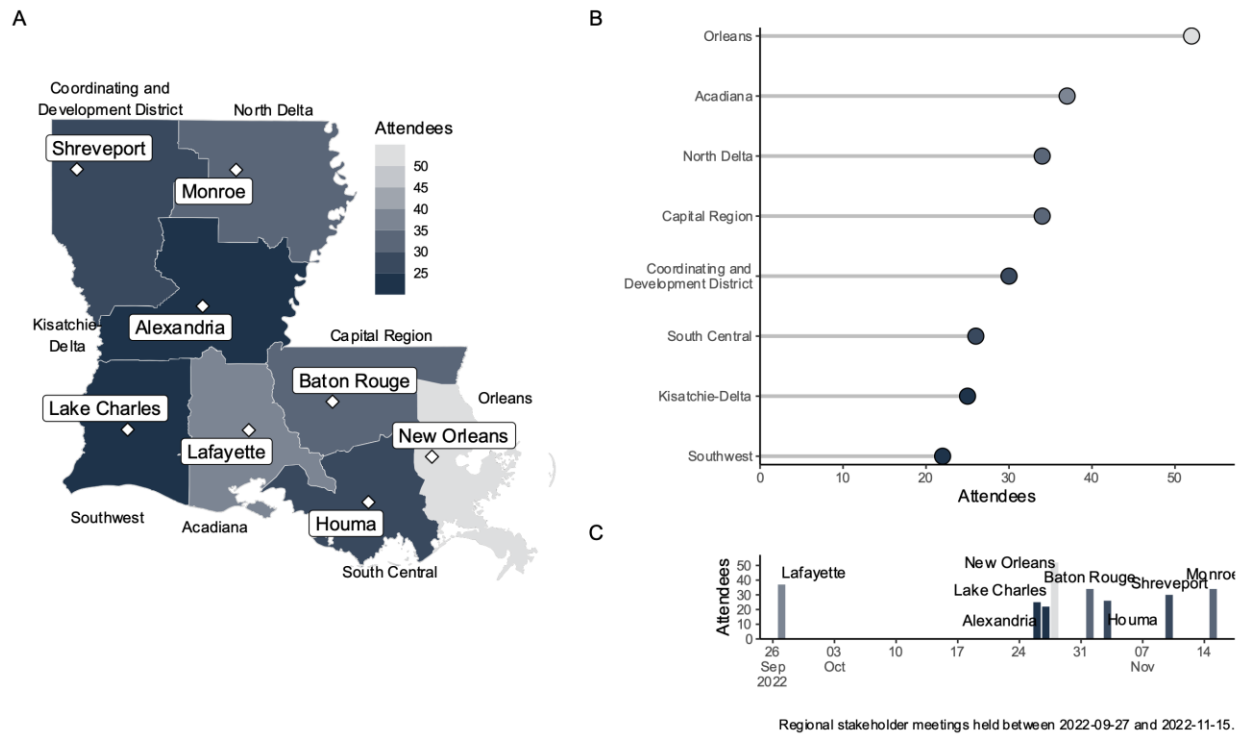 A
Coordinating and
Development District
North Delta
Attendees
Shreveport
Monroe
50
45
40
35
30
25
Kisatchie-
Delta
Alexandria
Capital Region
Baton Rouge
Lake Charles
Orleans
New Orleans
Lafayette
Southwest
Acadiana
Houma
South Central
B
Orleans
Acadiana
North Delta
Capital Region
Coordinating and
Development District
South Central
Kisatchie-Delta
Southwest
0 10 20 30 40 50
Attendees
C
Attendees
50
40
30
20
10
0
Lafayette
New Orleans
Lake Charles
Alexandria
Baton Rouge
Houma
Shreveport
Monroe
26 03 10 17 24 31 07 14
Sep Oct Nov
2022
Regional stakeholder meetings held between 2022-09-27 and 2022-11-15.